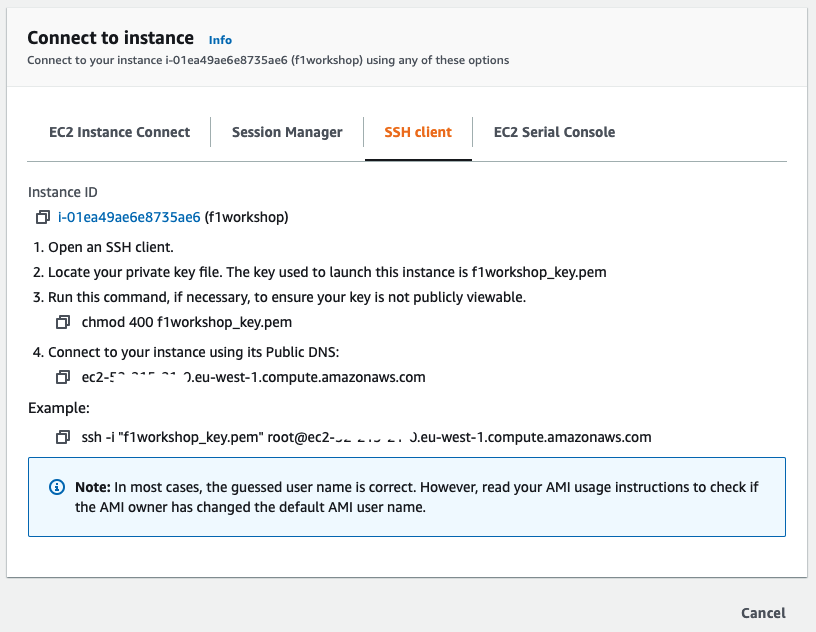 Connect to instance Info
Connect to your instance i-01ea49ae6e8735ae6 (f1workshop) using any of these options
EC2 Instance Connect Session Manager SSH client EC2 Serial Console
Instance ID
i-01ea49ae6e8735ae6 (f1workshop)
1. Open an SSH client.
2. Locate your private key file. The key used to launch this instance is f1workshop_key.pem
3. Run this command, if necessary, to ensure your key is not publicly viewable.
chmod 400 f1workshop_key.pem
4. Connect to your instance using its Public DNS:
ec2- .eu-west-1.compute.amazonaws.com
Example:
ssh -i "f1workshop_key.pem" root@ec2- .eu-west-1.compute.amazonaws.com
Note: In most cases, the guessed user name is correct. However, read your AMI usage instructions to check if
the AMI owner has changed the default AMI user name.
Cancel